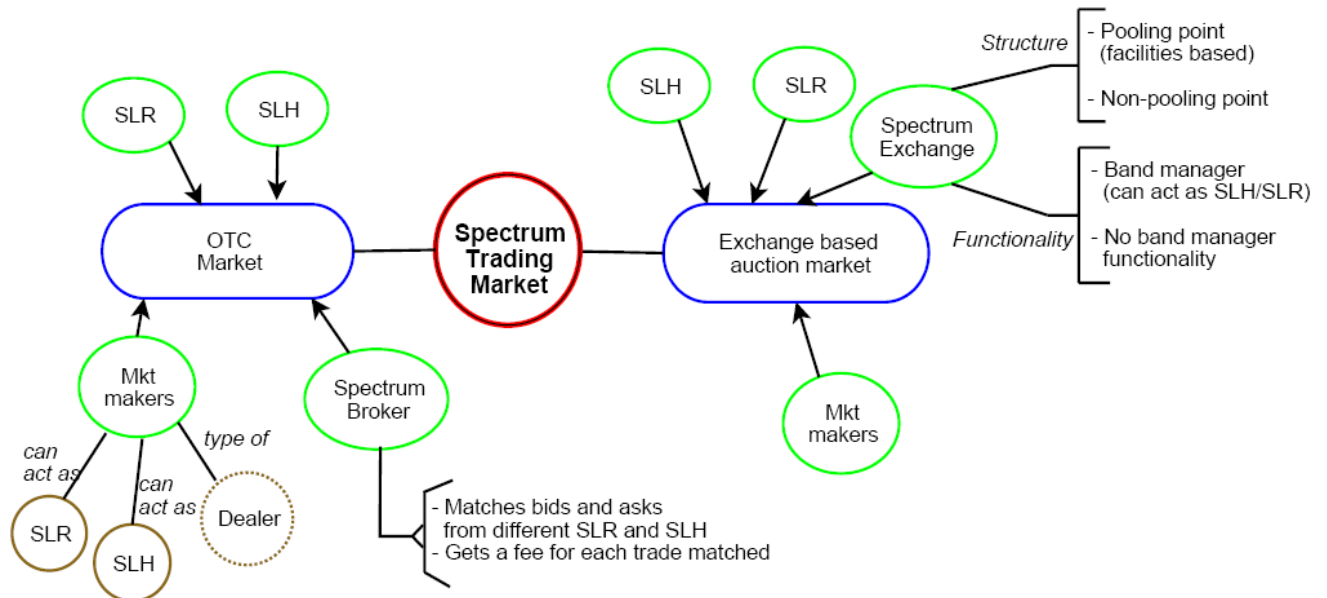 Structure
- Pooling point
(facilities based)
- Non-pooling point
SLR
SLH
SLH
SLR
Spectrum
Exchange
- Band manager
(can act as SLH/SLR)
Functionality
- No band manager
functionality
OTC
Market
Spectrum
Trading
Market
Exchange based
auction market
Mkt
makers
Spectrum
Broker
Mkt
makers
can
act as
can
act as
type of
SLR
SLH
Dealer
- Matches bids and asks
from different SLR and SLH
- Gets a fee for each trade matched